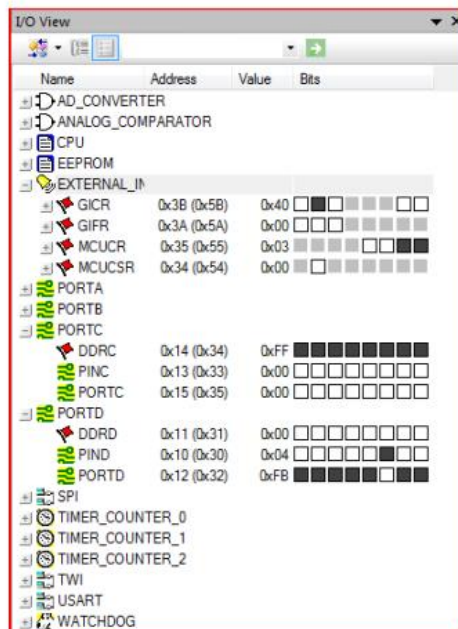 I/O View
Name Address Value Bits
AD_CONVERTER
ANALOG_COMPARATOR
CPU
EEPROM
EXTERNAL_IN
GICR 0x3B (0x5B) 0x40
GIFR 0x3A (0x5A) 0x00
MCUCR 0x35 (0x55) 0x03
MCUCSR 0x34 (0x54) 0x00
PORTA
PORTB
PORTC
DDRC 0x14 (0x34) 0xFF
PINC 0x13 (0x33) 0x00
PORTC 0x15 (0x35) 0x00
PORTD
DDRD 0x11 (0x31) 0x00
PIND 0x10 (0x30) 0x04
PORTD 0x12 (0x32) 0xFB
SPI
TIMER_COUNTER_0
TIMER_COUNTER_1
TIMER_COUNTER_2
TWI
USART
WATCHDOG